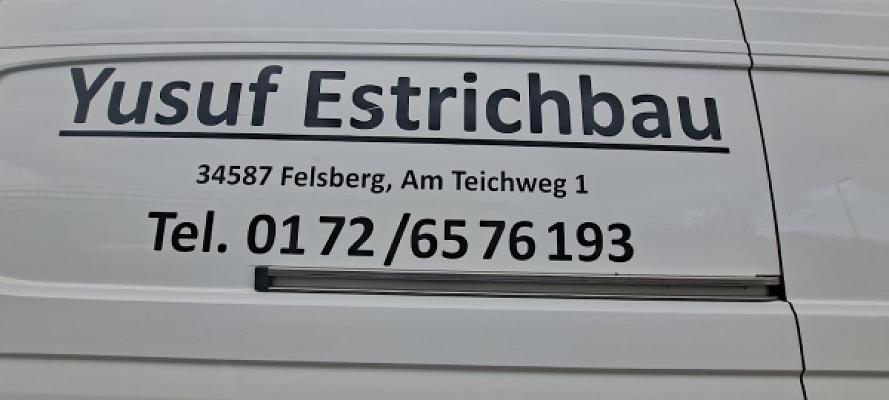 Yusuf Estrichbau
34587 Felsberg, Am Teichweg 1
Tel. 0172/6576193